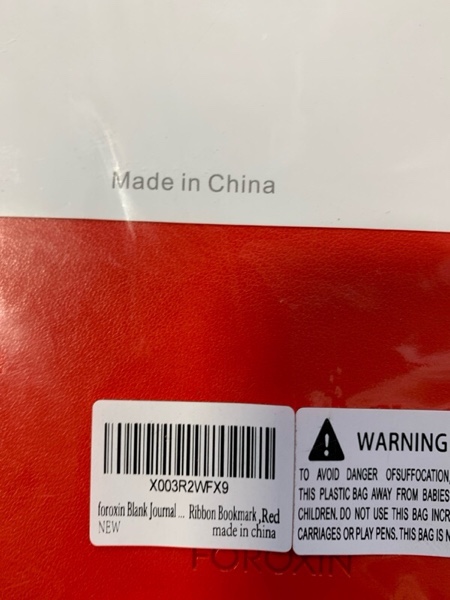 Made in China
X003R2WFX9
foroxin Blank Journal ... Ribbon Bookmark ,Red
NEW
made in china
WARNING
TO AVOID DANGER OFSUFFOCATION,
THIS PLASTIC BAG AWAY FROM BABIES
CHILDREN. DO NOT USE THIS BAG INCR
CARRIAGES OR PLAY PENS. THIS BAG IS N
FOROXIN